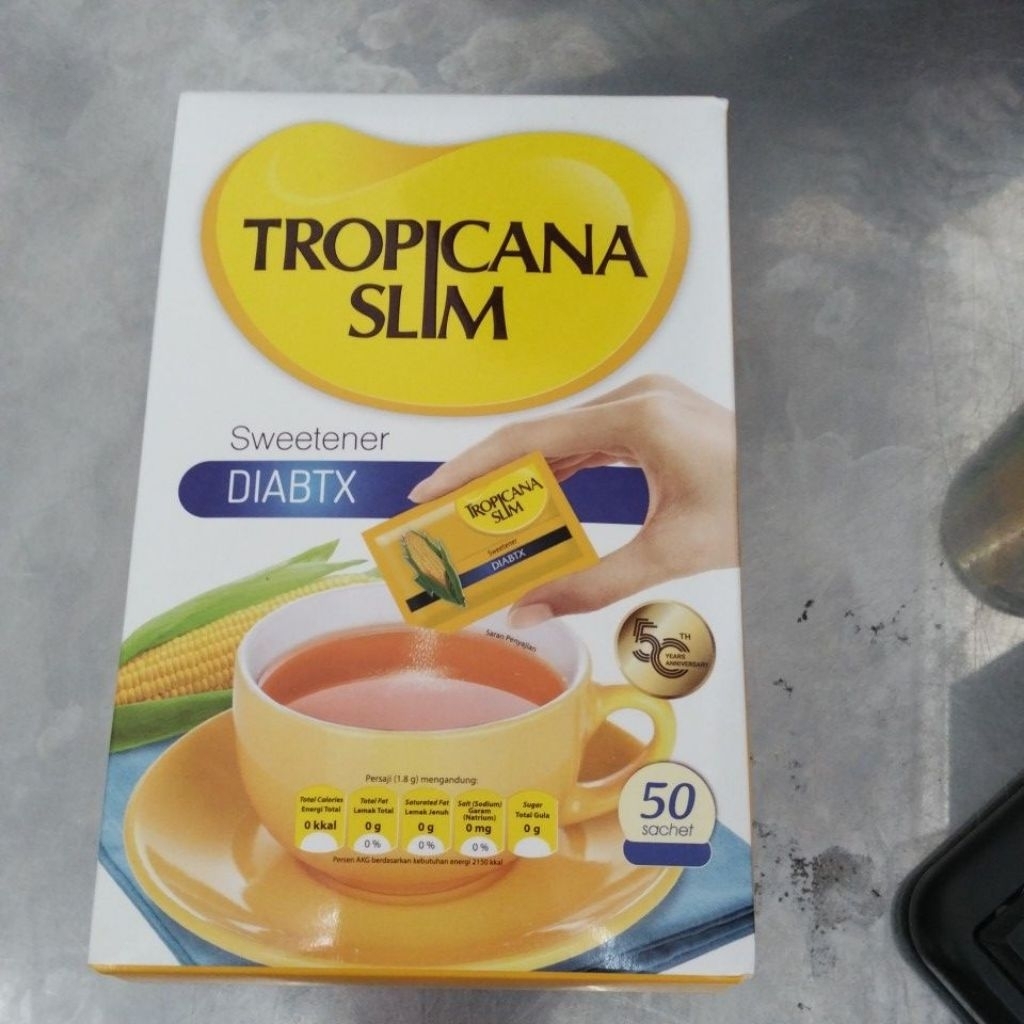 TROPICANA
SLIM
Sweetener
DIABTX
TROPICANA
SLIM
Sweetener
DIABTX
Saran Penyajian
50TH
YEARS
ANNIVERSARY
Persaji (1.8 g) mengandung:
Total Calories
Energi Total
0 kkal
Total Fat
Lemak Total
0 g
0 %
Saturated Fat
Lemak Jenuh
0 g
0 %
Salt (Sodium)
Garam
(Natrium)
0 mg
0 %
Sugar
Total Gula
0 g
Persen AKG berdasarkan kebutuhan energi 2150 kkal
50
sachet